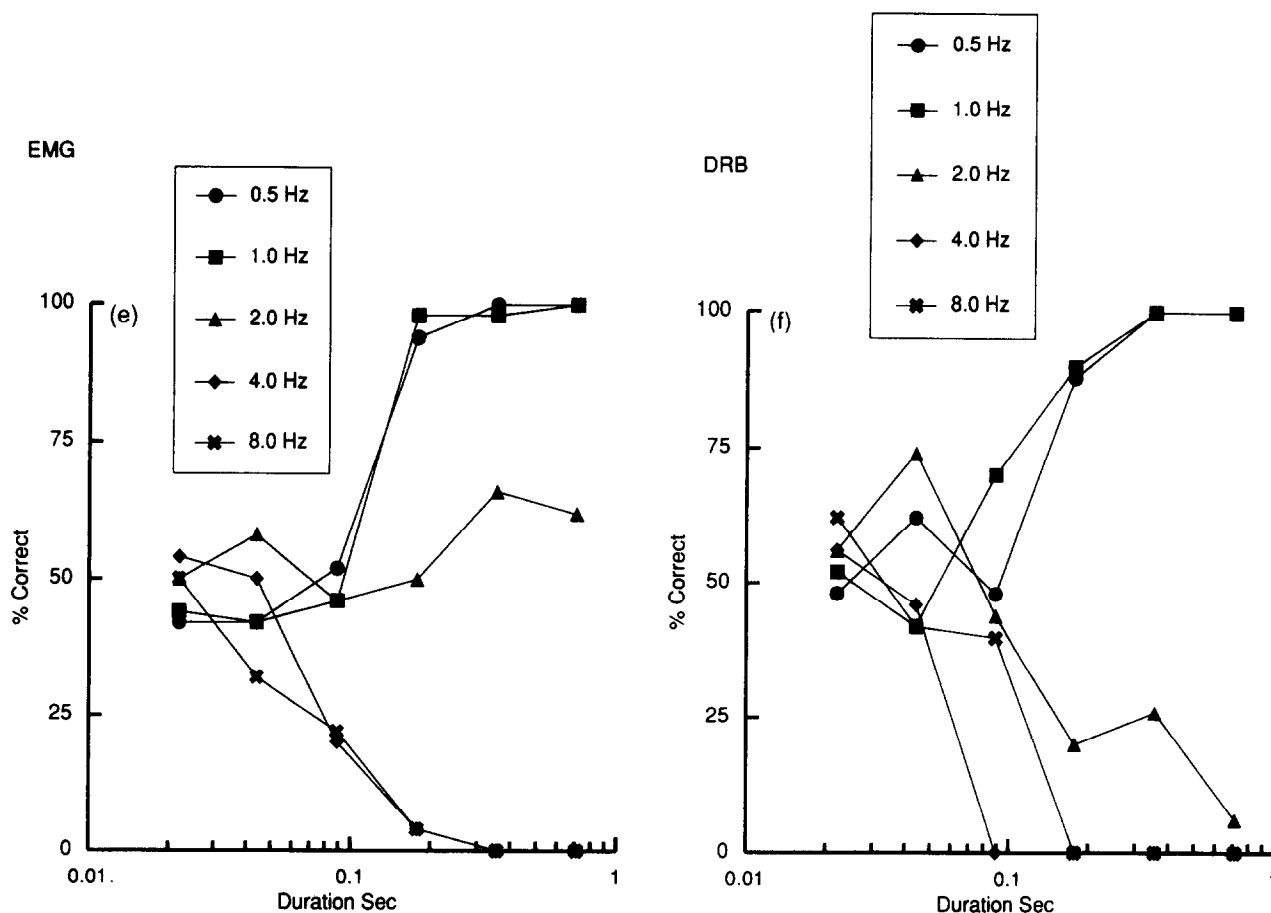 EMG
0.5 Hz
1.0 Hz
2.0 Hz
4.0 Hz
8.0 Hz
(e)
100
75
50
25
0
% Correct
0.01.
0.1
1
Duration Sec
DRB
0.5 Hz
1.0 Hz
2.0 Hz
4.0 Hz
8.0 Hz
(f)
100
75
50
25
0
% Correct
0.01
0.1
1
Duration Sec